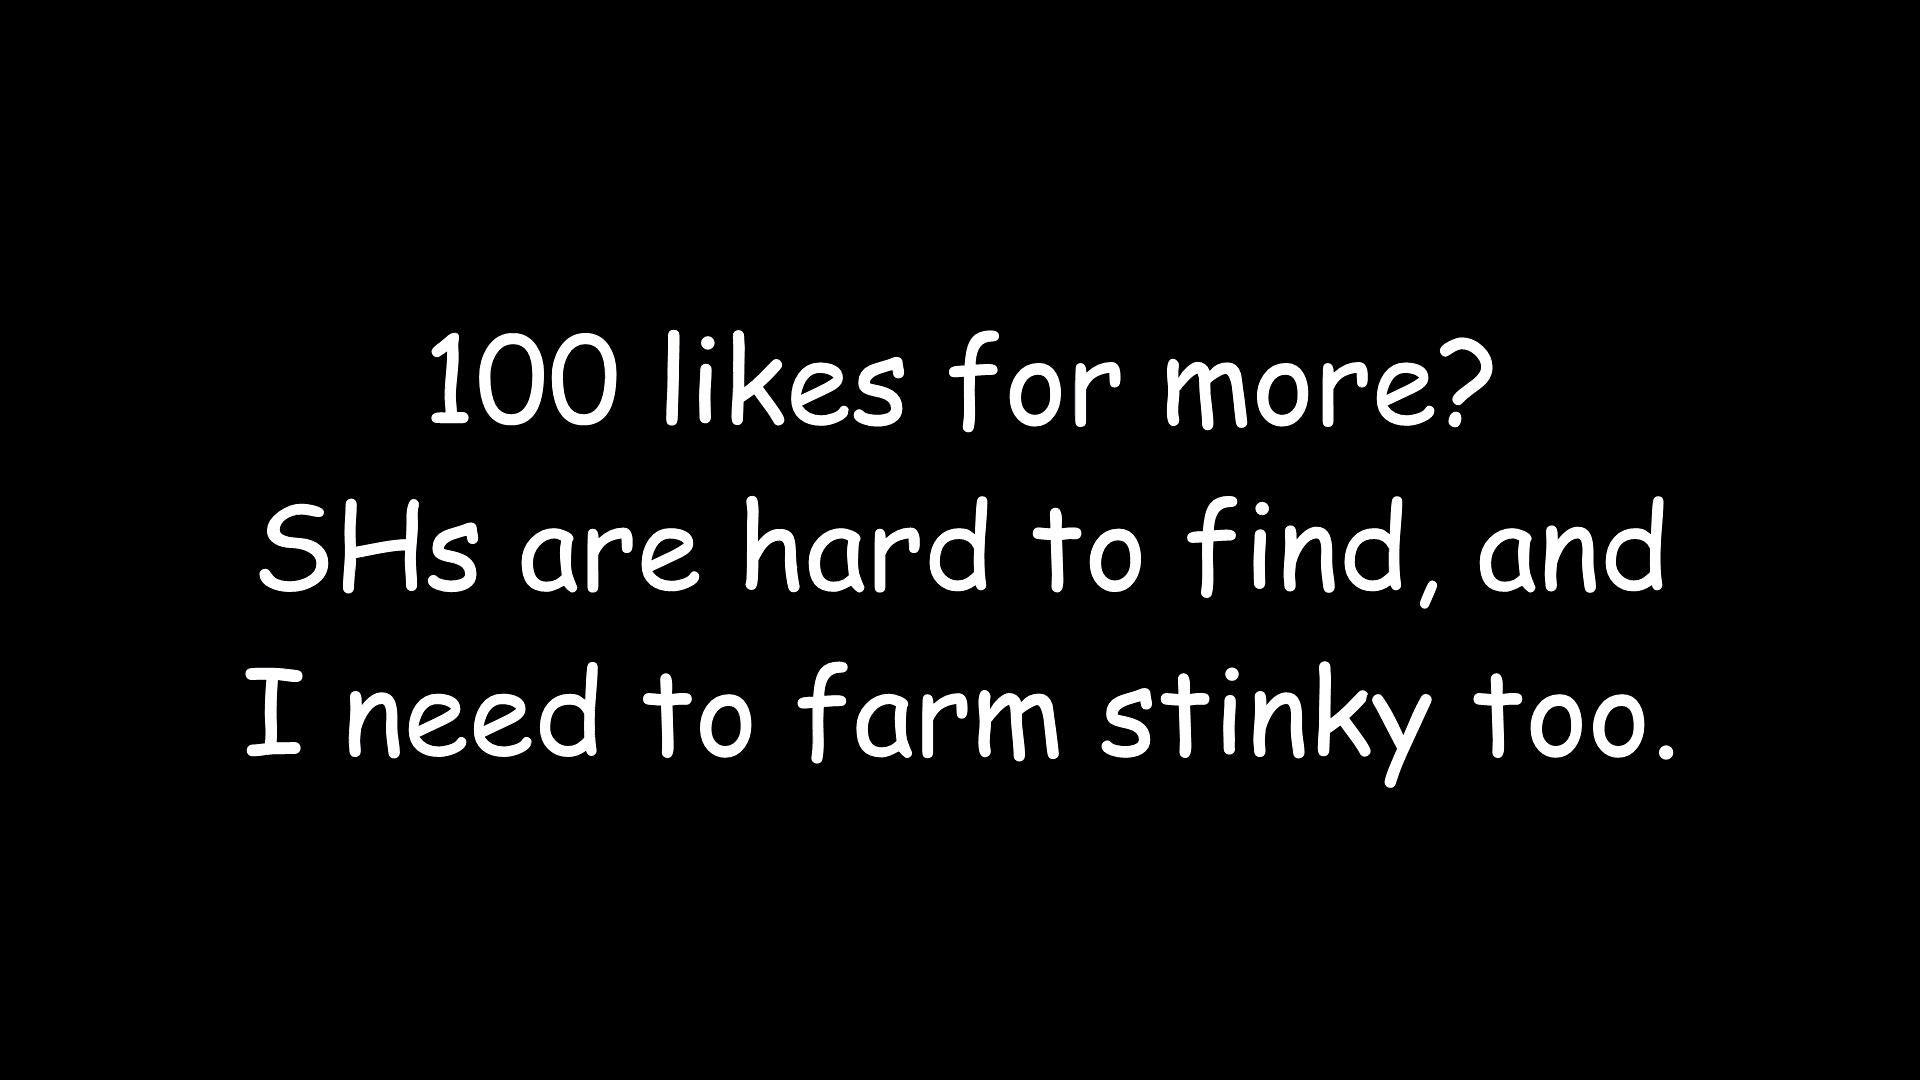 100 likes for more?
SHs are hard to find, and
I need to farm stinky too.